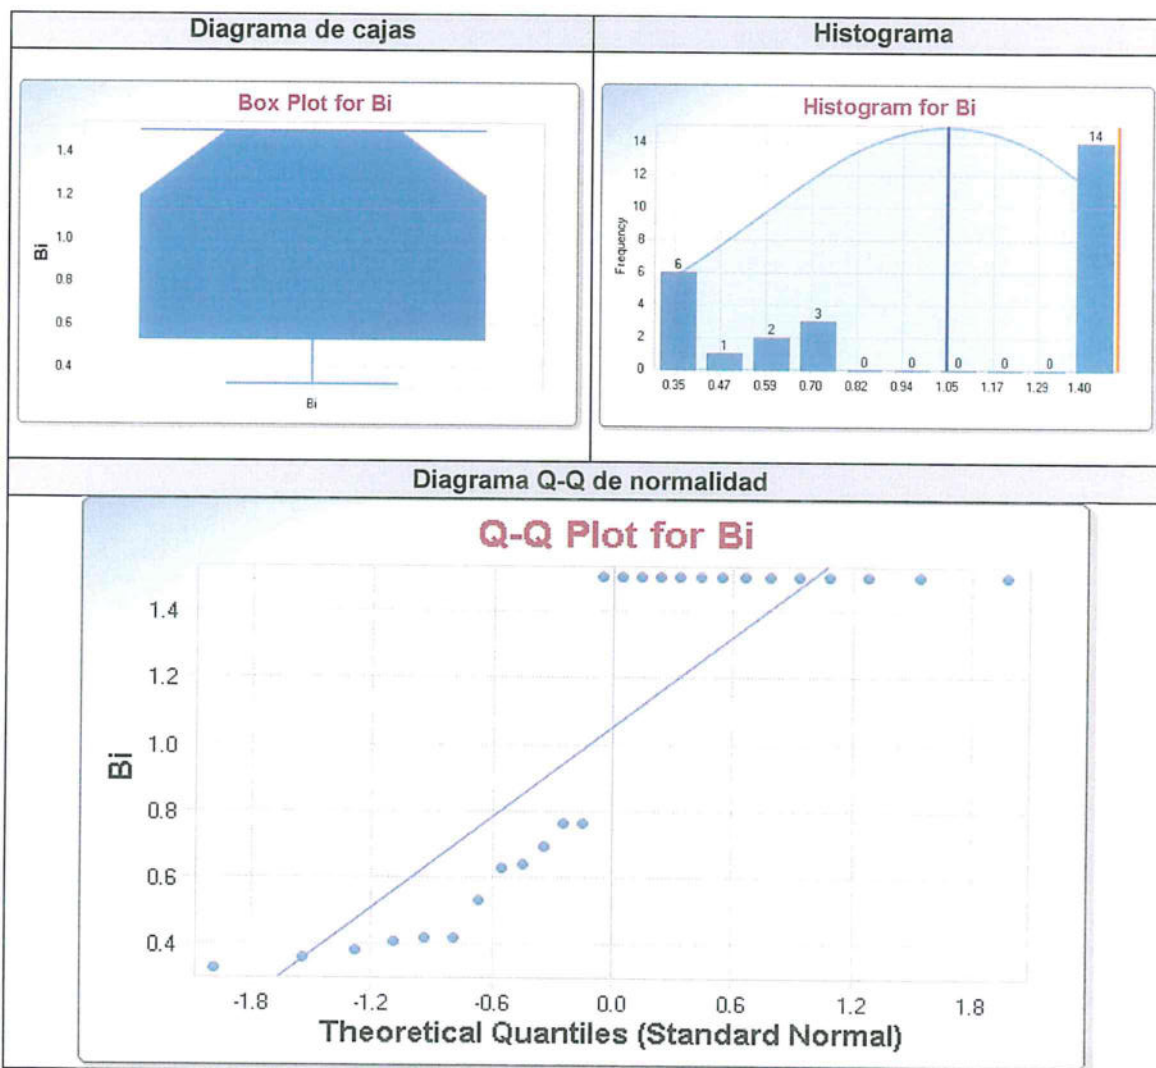 Diagrama de cajas
Histograma
Box Plot for Bi
1.4
1.2
1.0
0.8
0.6
0.4
Bi
Bi
Histogram for Bi
14
12
10
8
6
4
2
0
Frequency
6
1
2
3
0
0
0
0
0
14
0.35 0.47 0.59 0.70 0.82 0.94 1.05 1.17 1.29 1.40
Diagrama Q-Q de normalidad
Q-Q Plot for Bi
1.4
1.2
1.0
0.8
0.6
0.4
Bi
-1.8 -1.2 -0.6 0.0 0.6 1.2 1.8
Theoretical Quantiles (Standard Normal)